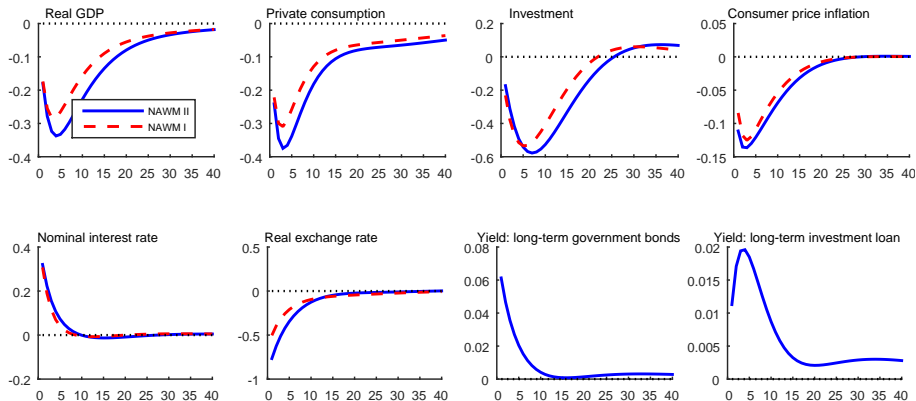 Real GDP
0
-0.1
-0.2
-0.3
-0.4
0 5 10 15 20 25 30 35 40
NAWM II
NAWM I
Private consumption
0
-0.1
-0.2
-0.3
-0.4
0 5 10 15 20 25 30 35 40
Investment
0.2
0
-0.2
-0.4
-0.6
0 5 10 15 20 25 30 35 40
Consumer price inflation
0
-0.05
-0.1
-0.15
0 5 10 15 20 25 30 35 40
Nominal interest rate
0.4
0.2
0
-0.2
0 5 10 15 20 25 30 35 40
Real exchange rate
0.5
0
-0.5
-1
0 5 10 15 20 25 30 35 40
Yield: long-term government bonds
0.08
0.06
0.04
0.02
0
0 5 10 15 20 25 30 35 40
Yield: long-term investment loan
0.02
0.015
0.010
0.005
0
0 5 10 15 20 25 30 35 40